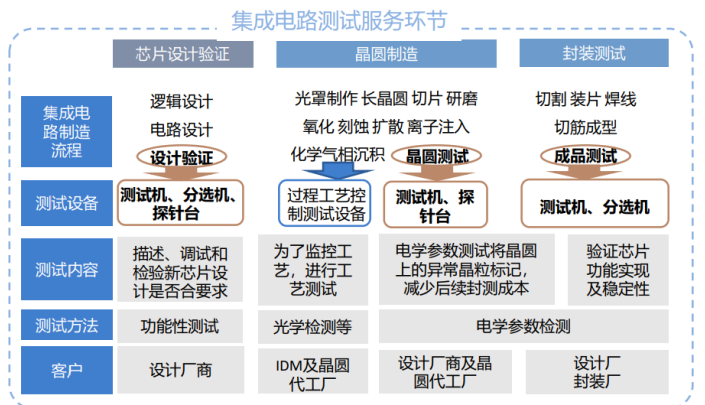 集成电路测试服务环节
芯片设计验证
晶圆制造
封装测试
集成电
路制造
流程
逻辑设计
电路设计
设计验证
光罩制作 长晶圆 切片 研磨
氧化 刻蚀 扩散 离子注入
化学气相沉积
晶圆测试
切割 装片 焊线
切筋成型
成品测试
测试设备
测试机、分选机、
探针台
过程工艺控
制测试设备
测试机、探
针台
测试机、分选机
测试内容
描述、调试和
检验新芯片设
计是否合要求
为了监控工
艺，进行工
艺测试
电学参数测试将晶圆
上的异常晶粒标记，
减少后续封测成本
验证芯片
功能实现
及稳定性
测试方法
功能性测试
光学检测等
电学参数检测
客户
设计厂商
IDM及晶圆
代工厂
设计厂商及晶
圆代工厂
设计厂
封装厂